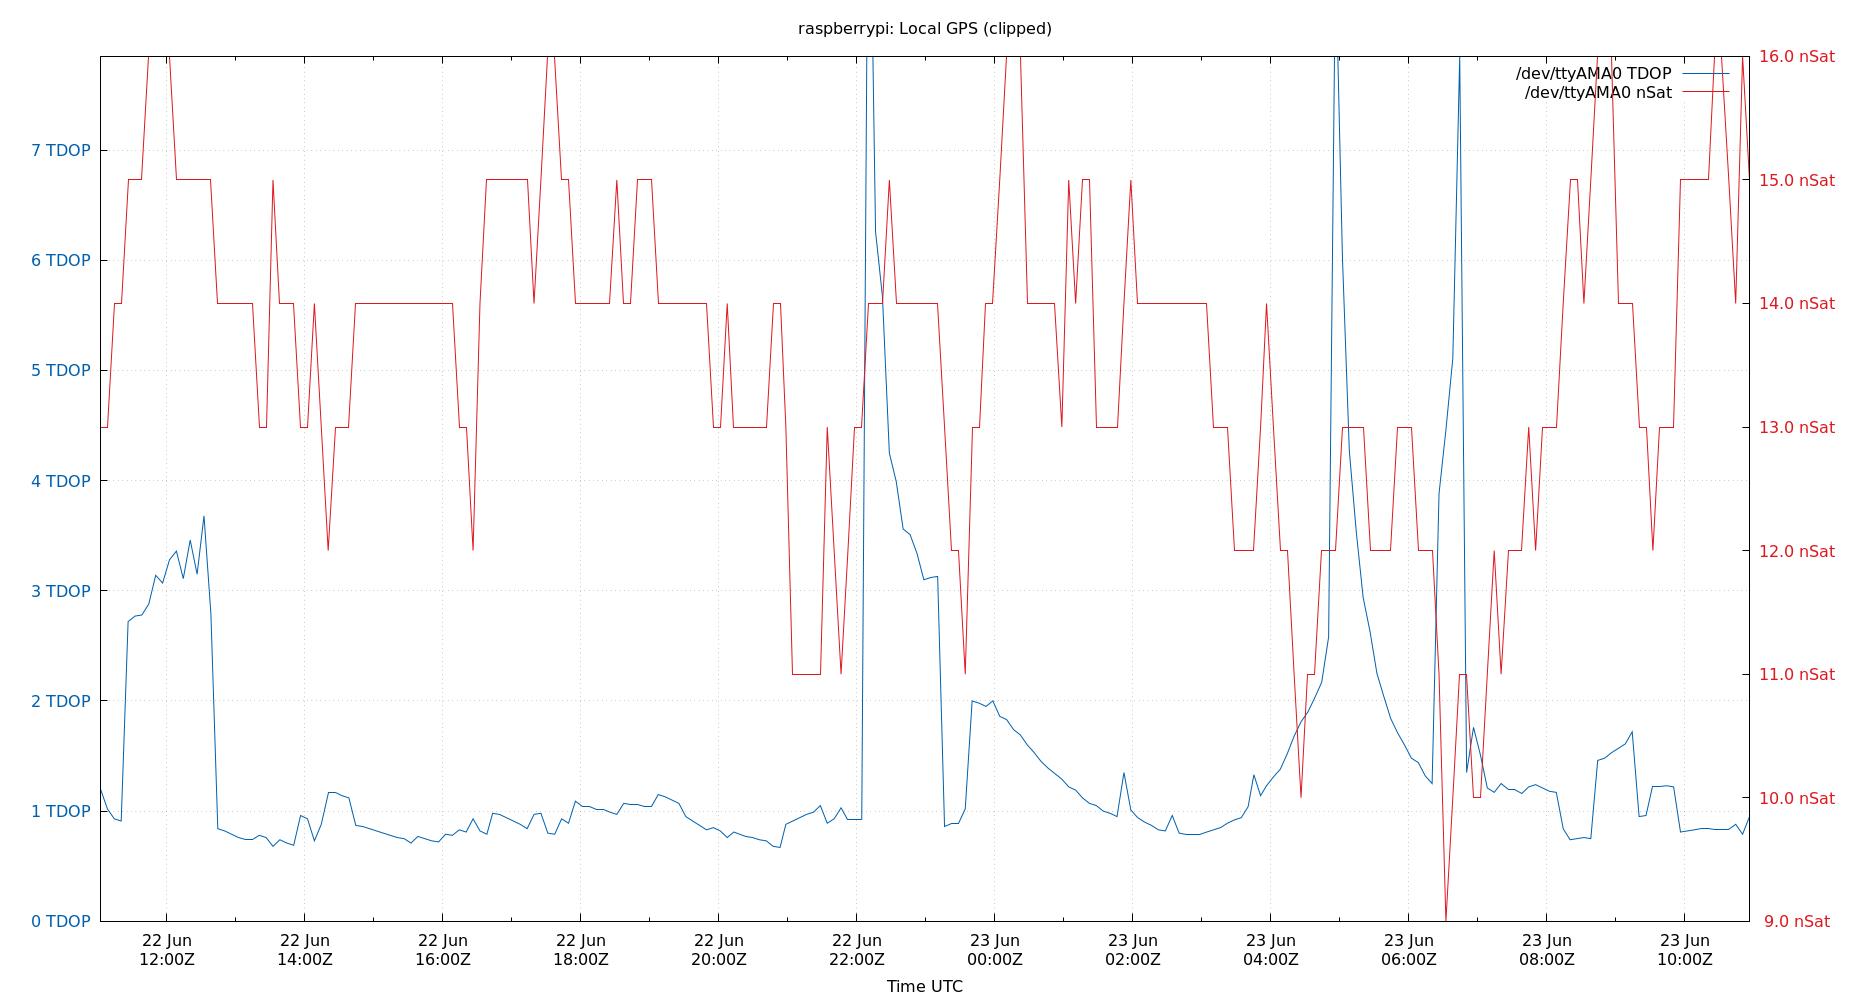 raspberrypi: Local GPS (clipped)
/dev/ttyAMA0 TDOP
/dev/ttyAMA0 nSat
7 TDOP
6 TDOP
5 TDOP
4 TDOP
3 TDOP
2 TDOP
1 TDOP
0 TDOP
16.0 nSat
15.0 nSat
14.0 nSat
13.0 nSat
12.0 nSat
11.0 nSat
10.0 nSat
9.0 nSat
22 Jun
12:00Z
22 Jun
14:00Z
22 Jun
16:00Z
22 Jun
18:00Z
22 Jun
20:00Z
22 Jun
22:00Z
23 Jun
00:00Z
23 Jun
02:00Z
23 Jun
04:00Z
23 Jun
06:00Z
23 Jun
08:00Z
23 Jun
10:00Z
Time UTC